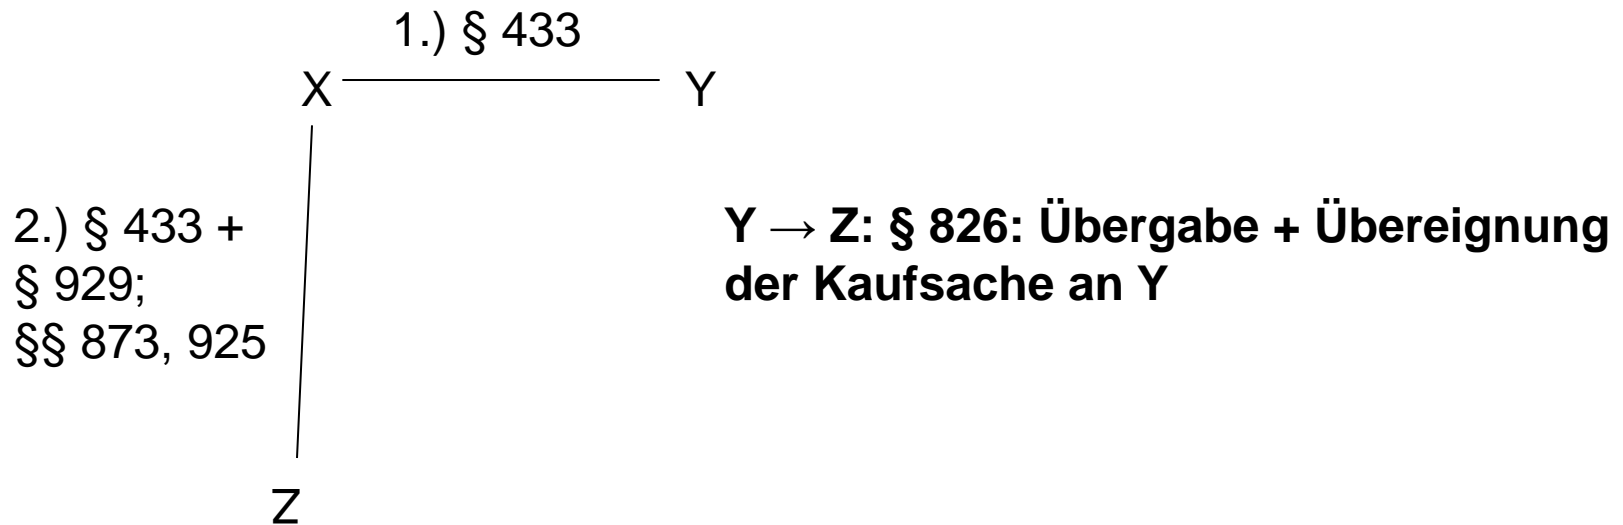 1.) § 433
X
Y
2.) § 433 +
§ 929;
§§ 873, 925
Y → Z: § 826: Übergabe + Übereignung
der Kaufsache an Y
Z